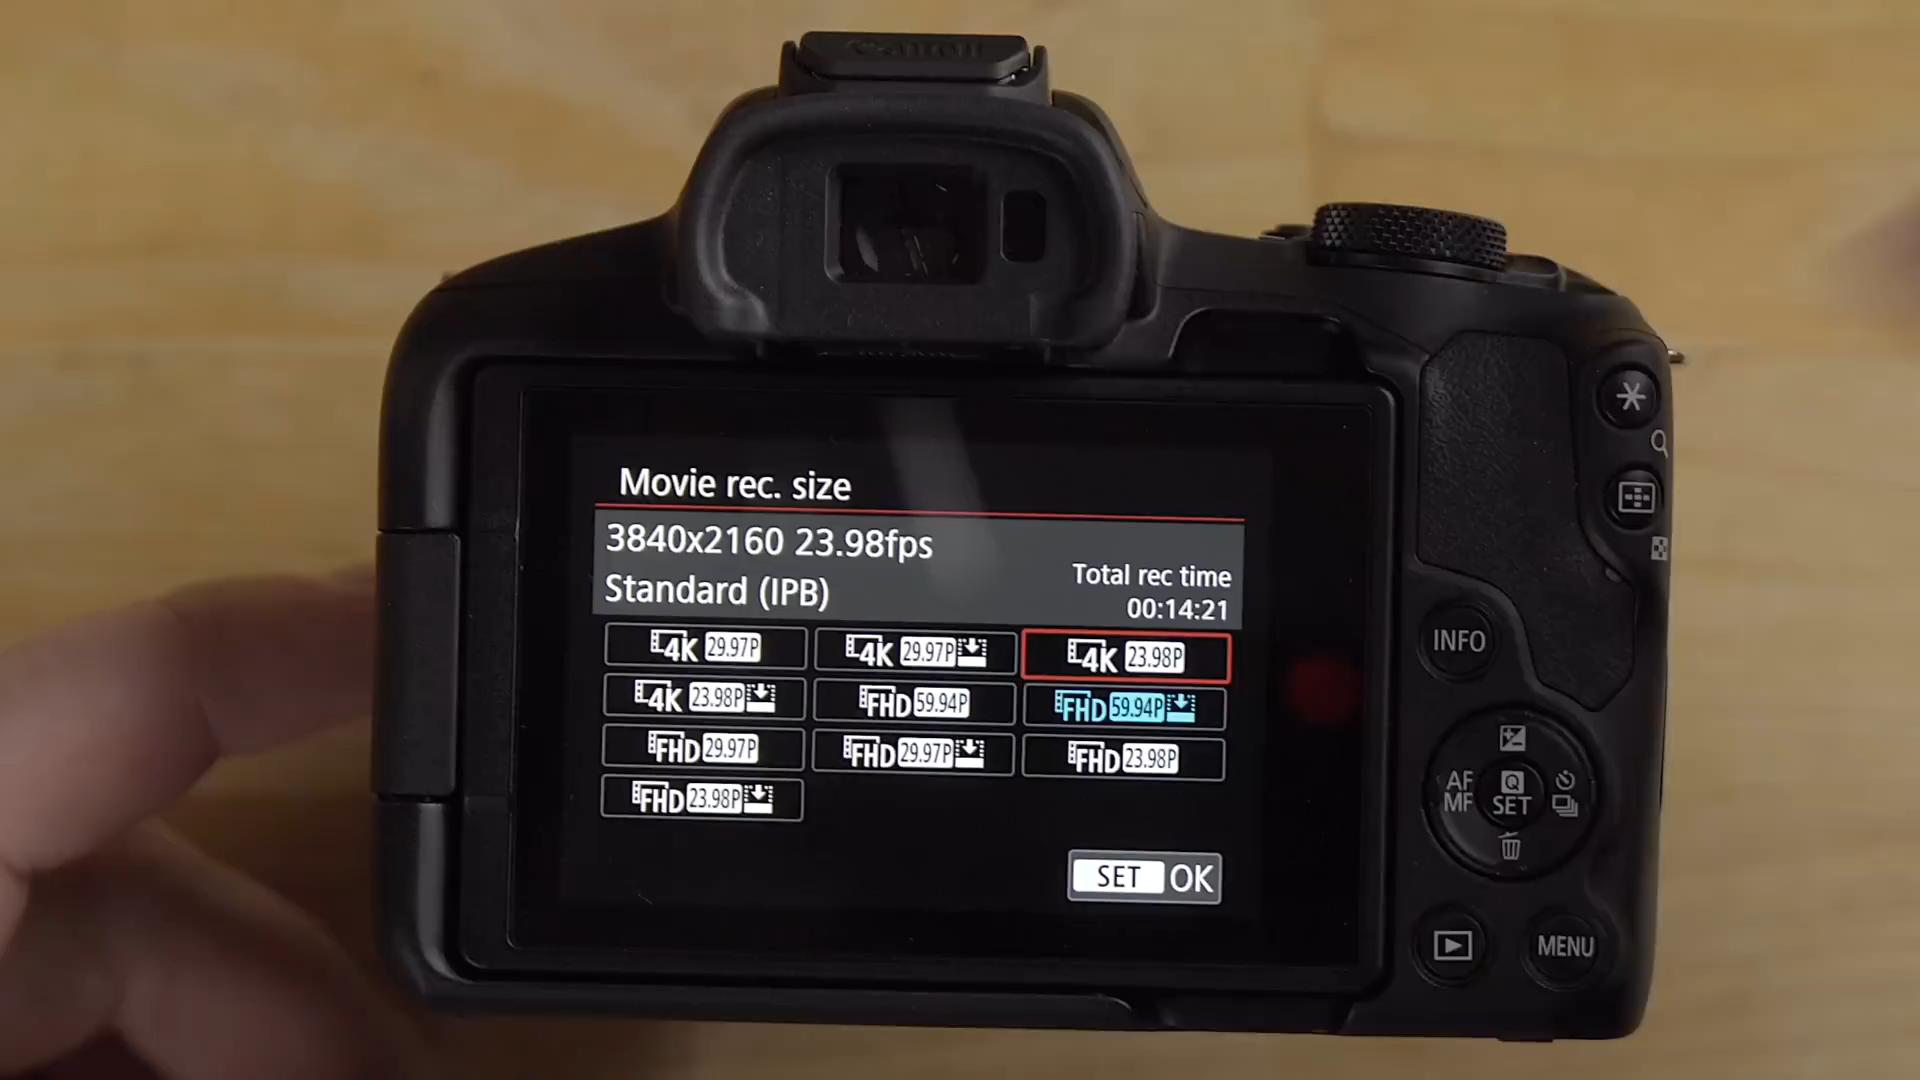 Canon
Movie rec. size
3840x2160 23.98fps
Standard (IPB)
Total rec time
00:14:21
4K 29.97P
4K 29.97P
4K 23.98P
4K 23.98P
FHD 59.94P
FHD 59.94P
FHD 29.97P
FHD 29.97P
FHD 23.98P
FHD 23.98P
SET OK
INFO
AF
MF
Q
SET
MENU